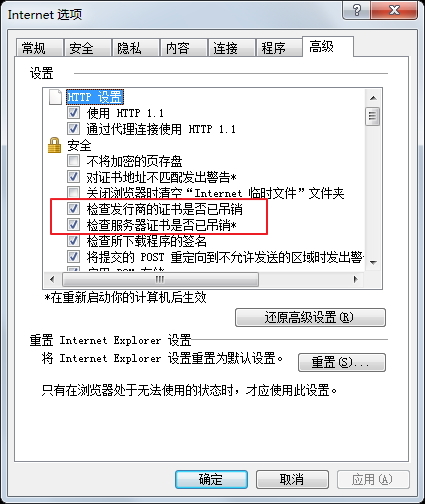 Internet 选项
常规 安全 隐私 内容 连接 程序 高级
设置
HTTP 设置
使用 HTTP 1.1
通过代理连接使用 HTTP 1.1
安全
不将加密的页存盘
对证书地址不匹配发出警告*
关闭浏览器时清空“Internet 临时文件”文件夹
检查发行商的证书是否已吊销
检查服务器证书是否已吊销*
检查所下载程序的签名
将提交的 POST 重定向到不允许发送的区域时发出警
*在重新启动你的计算机后生效
还原高级设置(R)
重置 Internet Explorer 设置
将 Internet Explorer 设置重置为默认设置。
重置(S)...
只有在浏览器处于无法使用的状态时，才应使用此设置。
确定 取消 应用(A)